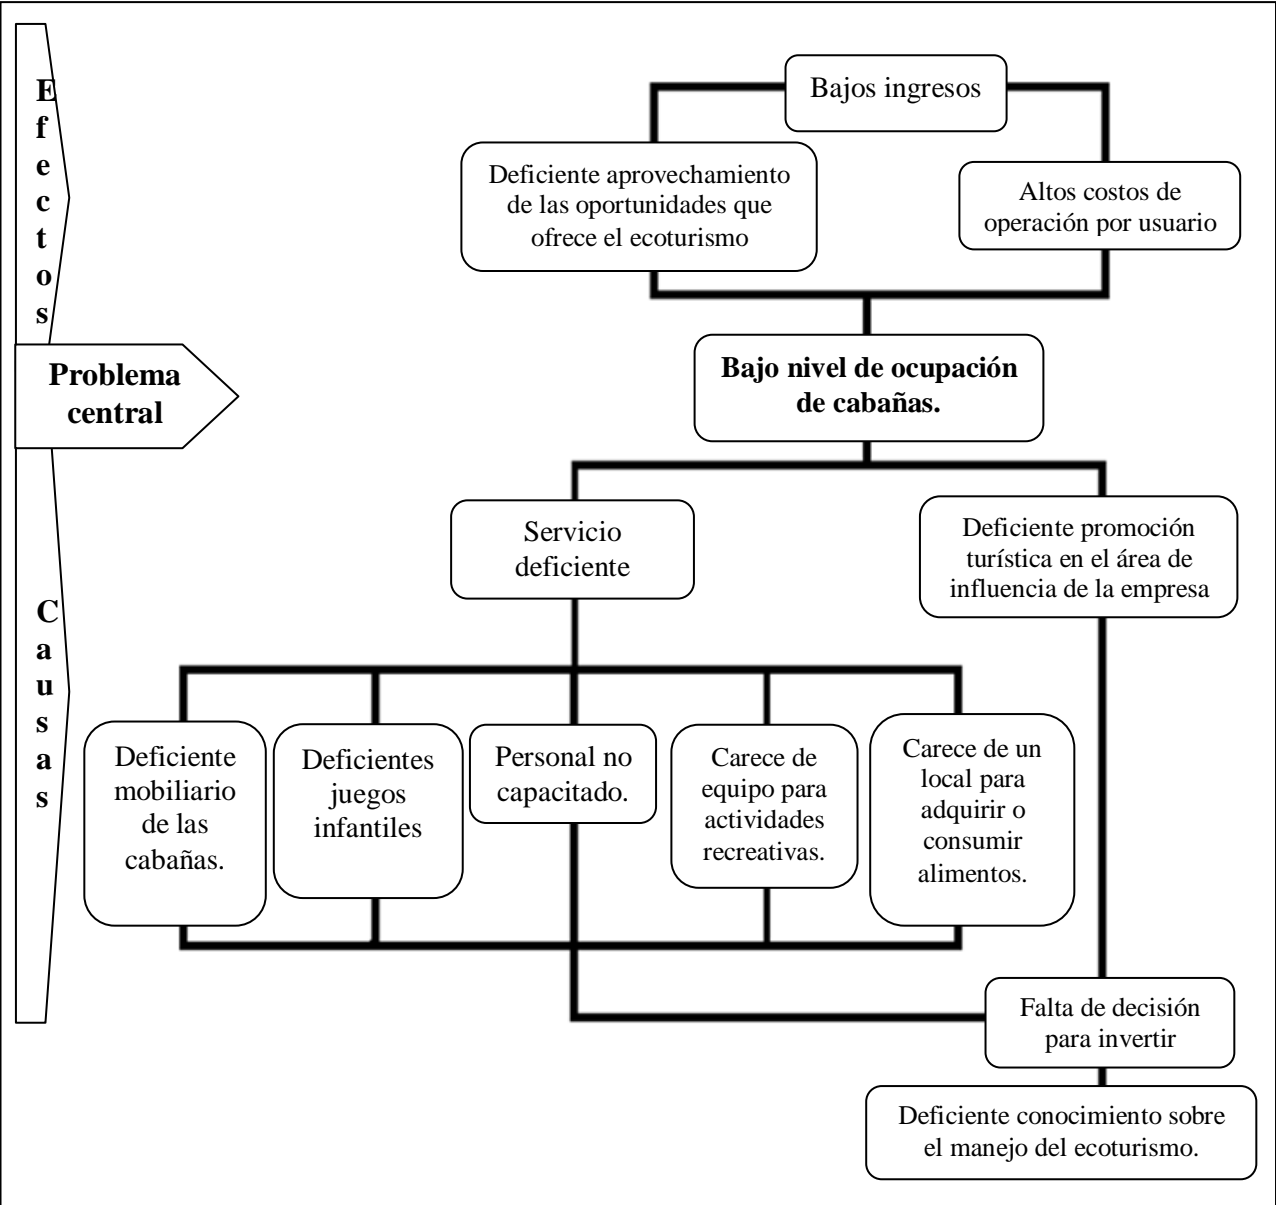 Efectos
Bajos ingresos
Deficiente aprovechamiento
de las oportunidades que
ofrece el ecoturismo
Altos costos de
operación por usuario
Problema
central
Bajo nivel de ocupación
de cabañas.
Causas
Servicio
deficiente
Deficiente promoción
turística en el área de
influencia de la empresa
Deficiente
mobiliario
de las
cabañas.
Deficientes
juegos
infantiles
Personal no
capacitado.
Carece de
equipo para
actividades
recreativas.
Carece de un
local para
adquirir o
consumir
alimentos.
Falta de decisión
para invertir
Deficiente conocimiento sobre
el manejo del ecoturismo.